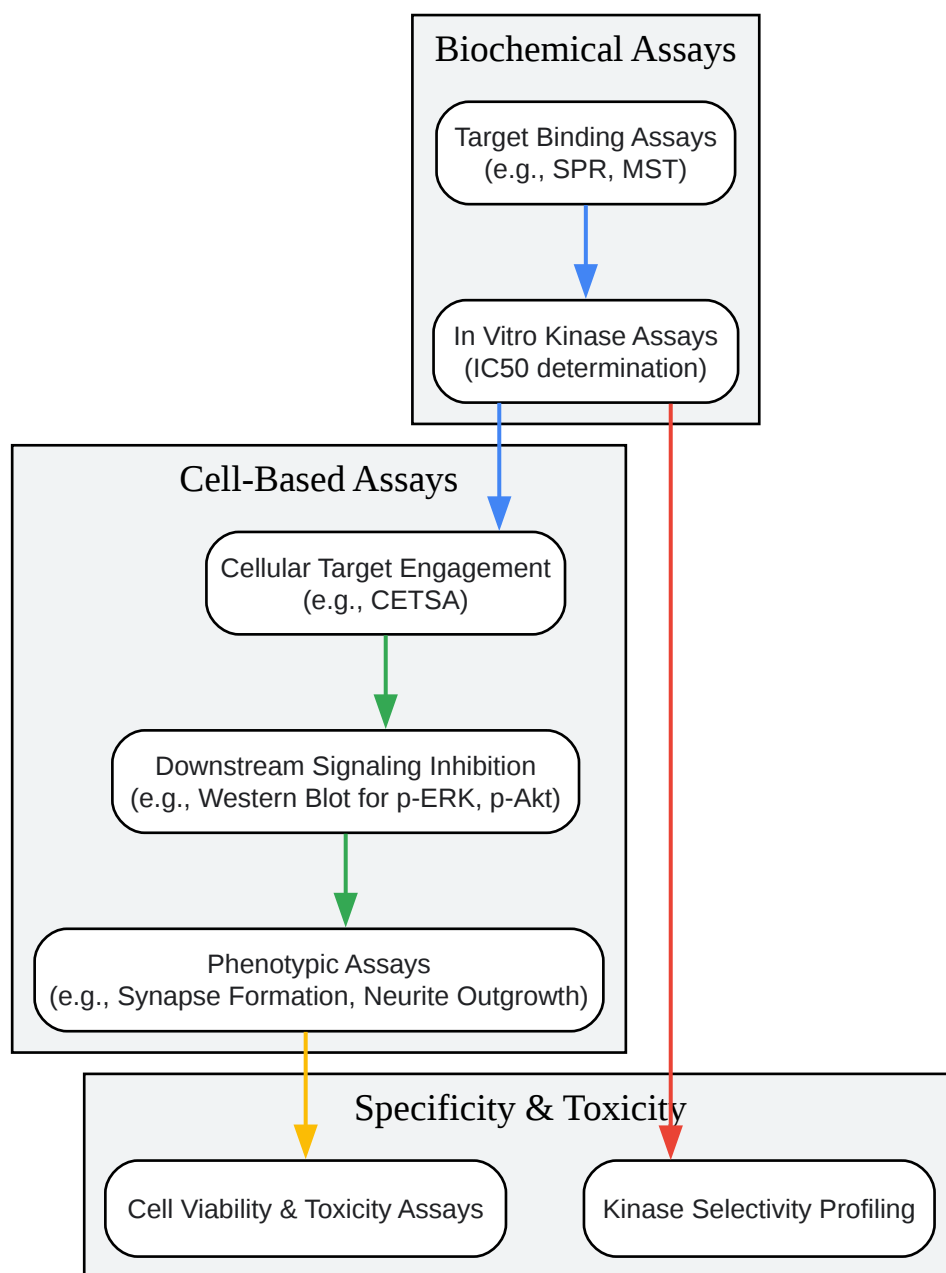 Biochemical Assays
Target Binding Assays
(e.g., SPR, MST)
In Vitro Kinase Assays
(IC50 determination)
Cell-Based Assays
Cellular Target Engagement
(e.g., CETSA)
Downstream Signaling Inhibition
(e.g., Western Blot for p-ERK, p-Akt)
Phenotypic Assays
(e.g., Synapse Formation, Neurite Outgrowth)
Specificity & Toxicity
Cell Viability & Toxicity Assays
Kinase Selectivity Profiling